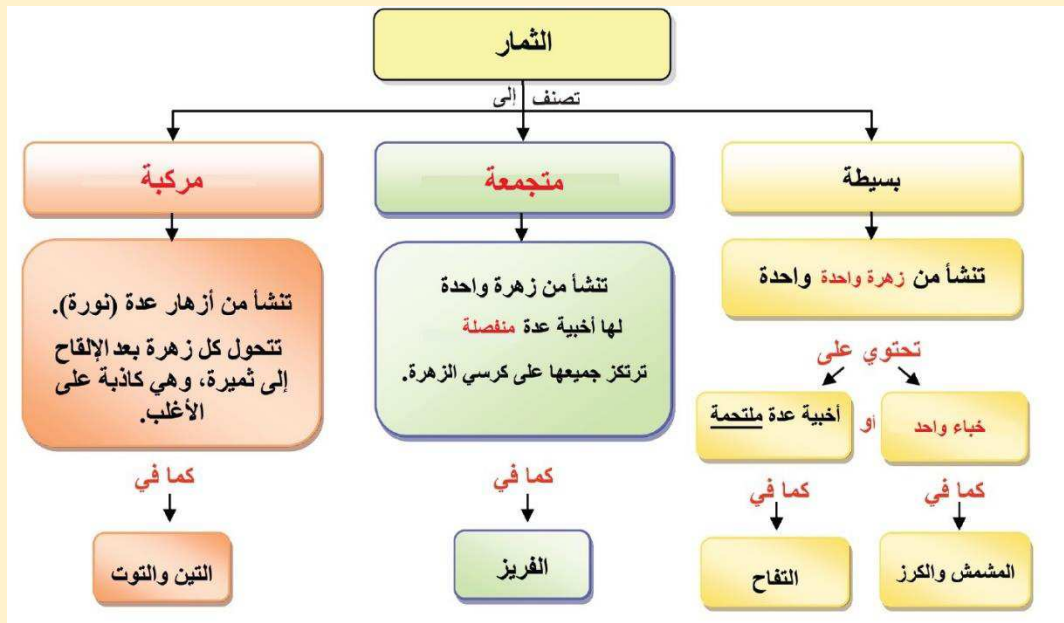 الثمار
تصنف إلى
بسيطة
تنشأ من زهرة واحدة واحدة
تحتوي على
خباء واحد
أو
أخبية عدة ملتحمة
كما في
المشمش والكرز
كما في
التفاح
متجمعة
تنشأ من زهرة واحدة
لها أخبية عدة منفصلة
ترتكز جميعها على كرسي الزهرة.
كما في
الفريز
مركبة
تنشأ من أزهار عدة (نورة).
تتحول كل زهرة بعد الإلقاح
إلى ثميرة، وهي كاذبة على
الأغلب.
كما في
التين والتوت